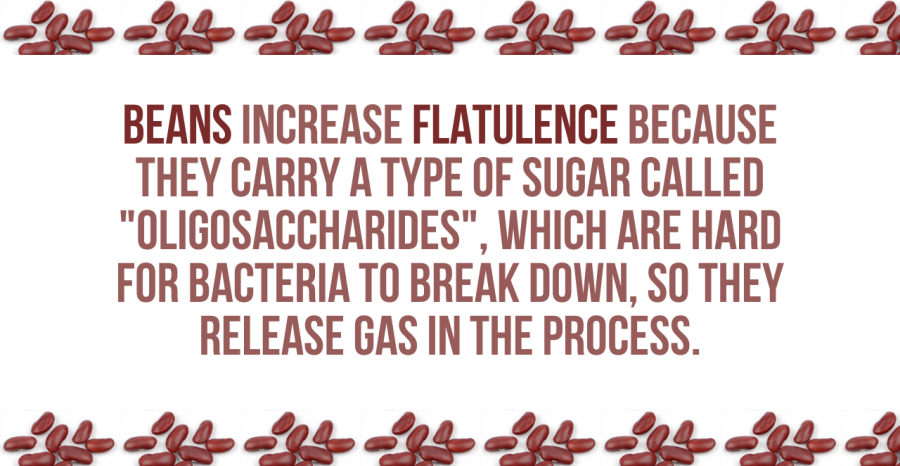 BEANS INCREASE FLATULENCE BECAUSE
THEY CARRY A TYPE OF SUGAR CALLED
"OLIGOSACCHARIDES", WHICH ARE HARD
FOR BACTERIA TO BREAK DOWN, SO THEY
RELEASE GAS IN THE PROCESS.